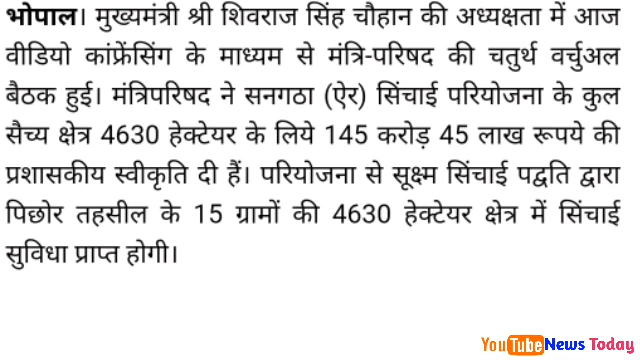 भोपाल। मुख्यमंत्री श्री शिवराज सिंह चौहान की अध्यक्षता में आज
वीडियो कांफ्रेंसिंग के माध्यम से मंत्रि-परिषद की चतुर्थ वर्चुअल
बैठक हुई। मंत्रिपरिषद ने सनगठा (ऐर) सिंचाई परियोजना के कुल
सैच्य क्षेत्र 4630 हेक्टेयर के लिये 145 करोड़ 45 लाख रूपये की
प्रशासकीय स्वीकृति दी हैं। परियोजना से सूक्ष्म सिंचाई पद्वति द्वारा
पिछोर तहसील के 15 ग्रामों की 4630 हेक्टेयर क्षेत्र में सिंचाई
सुविधा प्राप्त होगी।
YouTube News Today